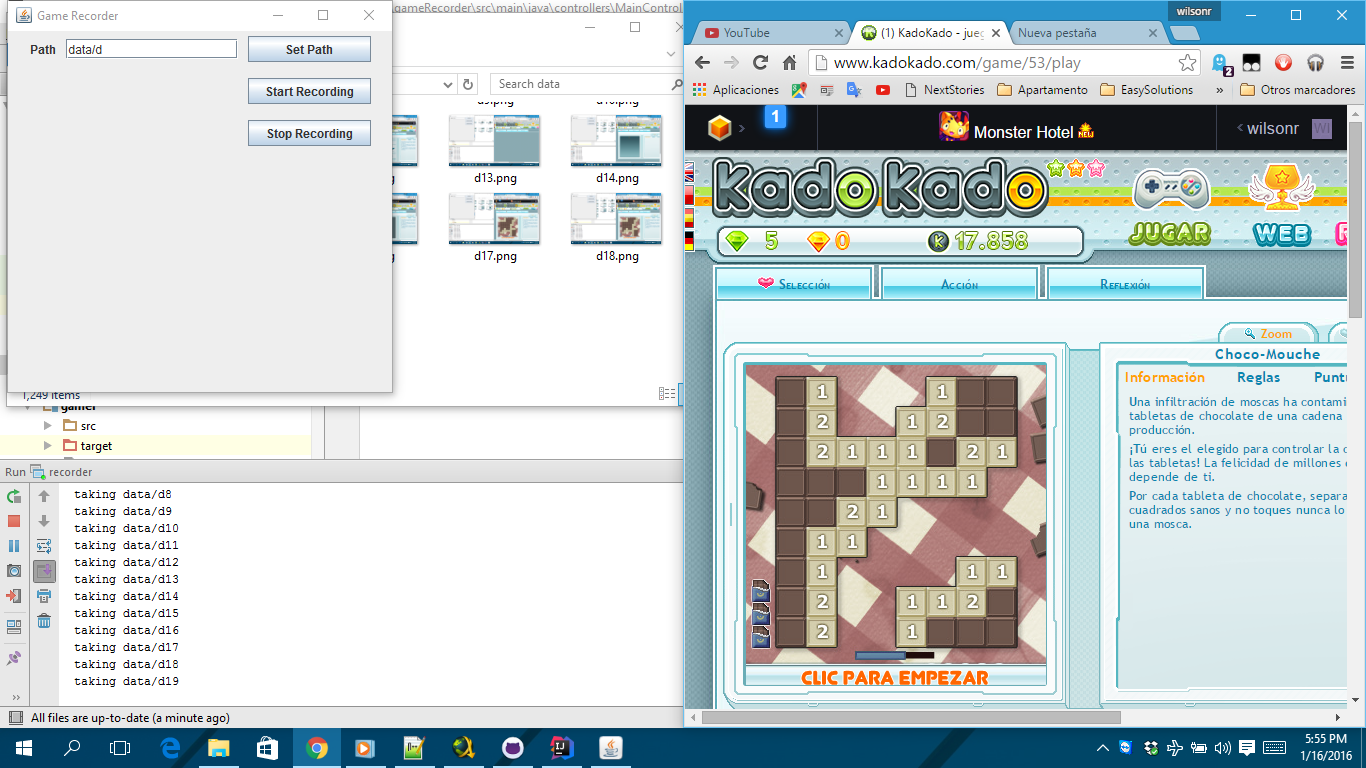 Game Recorder
Path data/d Set Path
Start Recording
Stop Recording
gameRecorder\src\main\java\controllers\MainControl
Search data
d13.png d14.png
d17.png d18.png
1,249 items
gamer
src
target
Run recorder
taking data/d8
taking data/d9
taking data/d10
taking data/d11
taking data/d12
taking data/d13
taking data/d14
taking data/d15
taking data/d16
taking data/d17
taking data/d18
taking data/d19
All files are up-to-date (a minute ago)
wilsonr
YouTube (1) KadoKado - jueg Nueva pestaña
www.kadokado.com/game/53/play
2
Aplicaciones NextStories Apartamento EasySolutions » Otros marcadores
1 Monster Hotel NEW wilsonr WI
KadoKado
JUGAR WEB
5 0 K 17.858
Selección Acción Reflexión
Zoom
Choco-Mouche
Información Reglas Puntu
Una infiltración de moscas ha contami
tabletas de chocolate de una cadena
producción.
¡Tú eres el elegido para controlar la c
las tabletas! La felicidad de millones
depende de ti.
Por cada tableta de chocolate, separa
cuadrados sanos y no toques nunca lo
una mosca.
1 1
2 1 2
2 1 1 1 2 1
1 1 1 1
2 1
1 1
1 1 1
2 1 1 2
2 1
CLIC PARA EMPEZAR
5:55 PM
1/16/2016